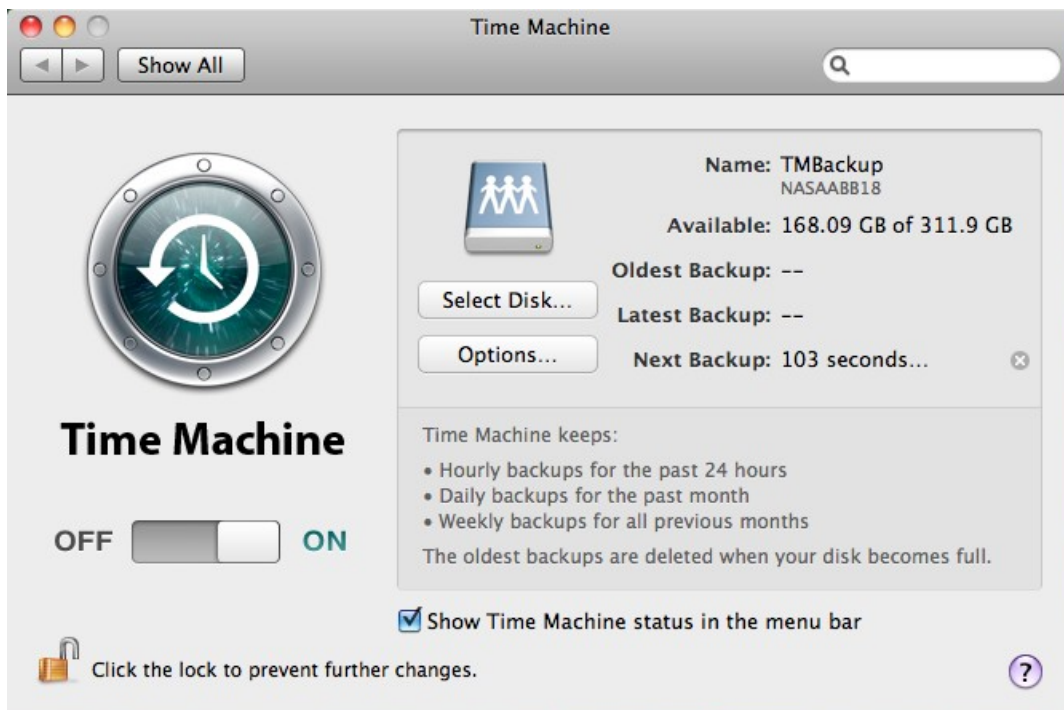 Time Machine
Show All
Name: TMBackup
NASAABB18
Available: 168.09 GB of 311.9 GB
Oldest Backup: --
Select Disk...
Latest Backup: --
Options...
Next Backup: 103 seconds...
Time Machine
Time Machine keeps:
• Hourly backups for the past 24 hours
• Daily backups for the past month
• Weekly backups for all previous months
The oldest backups are deleted when your disk becomes full.
OFF ON
Show Time Machine status in the menu bar
Click the lock to prevent further changes.
?